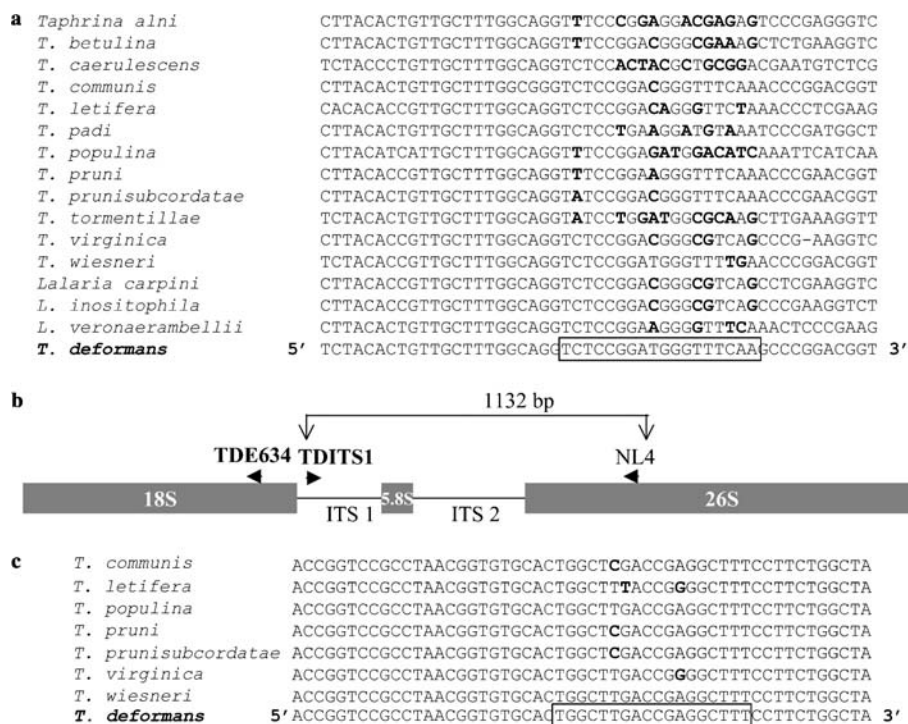 a
Taphrina alni CTTACACTGTTGCTTTGGCAGGTTTCCCGGAGGACGAGAGTCCCGAGGGTC
T. betulina CTTACACTGTTGCTTTGGCAGGTTTCCGGACGGGCGAAAGCTCTGAAGGTC
T. caerulescens TCTACCCTGTTGCTTTGGCAGGTCTCCACTACGCTGCGGACGAATGTCTCG
T. communis CTTACACTGTTGCTTTGGCGGGTCTCCGGACGGGTTTCAAACCCGGACGGT
T. letifera CACACACCGTTGCTTTGGCAGGTCTCCGGACAGGGTTCTAAACCCTCGAAG
T. padi CTTACACTGTTGCTTTGGCAGGTCTCCTGAAGGATGTAAATCCCGATGGCT
T. populina CTTACATCATTGCTTTGGCAGGTTTCCGGAGATGGACATCAAATTCATCAA
T. pruni CTTACACTGTTGCTTTGGCAGGTTTCCGGAAGGGTTTCAAACCCGAACGGT
T. prunisubcordatae CTTACACTGTTGCTTTGGCAGGTATCCGGACGGGTTTCAAACCCGAACGGT
T. tormentillae TCTACACTGTTGCTTTGGCAGGTATCCTGGATGGCGCAAGCTTGAAAGGTT
T. virginica CTTACACCGTTGCTTTGGCAGGTCTCCGGACGGGCGTCAGCCCG-AAGGTC
T. wiesneri TCTACACCGTTGCTTTGGCAGGTCTCCGGATGGGTTTTGAACCCGGACGGT
Lalaria carpini CTTACACCGTTGCTTTGGCAGGTCTCCGGACGGGCGTCAGCCTCGAAGGTC
L. inositophila CTTACACCGTTGCTTTGGCAGGTCTCCGGACGGGCGTCAGCCCGAAGGTCT
L. veronaerambellii CTTACACCGTTGCTTTGGCAGGTCTCCGGAAGGGGTTTCAAACTCCCGAAG
T. deformans 5' TCTACACTGTTGCTTTGGCAGGTCTCCGGATGGGTTTCAAGCCCGGACGGT 3'
b
1132 bp
TDE634 TDITS1 NL4
18S 5.8S 26S
ITS 1 ITS 2
c
T. communis ACCGGTCCGCCTAACGGTGTGCACTGGCTCGACCGAGGCTTTCCTTCTGGCTA
T. letifera ACCGGTCCGCCTAACGGTGTGCACTGGCTTTACCGGGGCTTTCCTTCTGGCTA
T. populina ACCGGTCCGCCTAACGGTGTGCACTGGCTTGACCGAGGCTTTCCTTCTGGCTA
T. pruni ACCGGTCCGCCTAACGGTGTGCACTGGCTCGACCGAGGCTTTCCTTCTGGCTA
T. prunisubcordatae ACCGGTCCGCCTAACGGTGTGCACTGGCTCGACCGAGGCTTTCCTTCTGGCTA
T. virginica ACCGGTCCGCCTAACGGTGTGCACTGGCTTGACCGGGGCTTTCCTTCTGGCTA
T. wiesneri ACCGGTCCGCCTAACGGTGTGCACTGGCTTGACCGAGGCTTTCCTTCTGGCTA
T. deformans 5' ACCGGTCCGCCTAACGGTGTGCACTGGCTTGACCGAGGCTTTCCTTCTGGCTA 3'